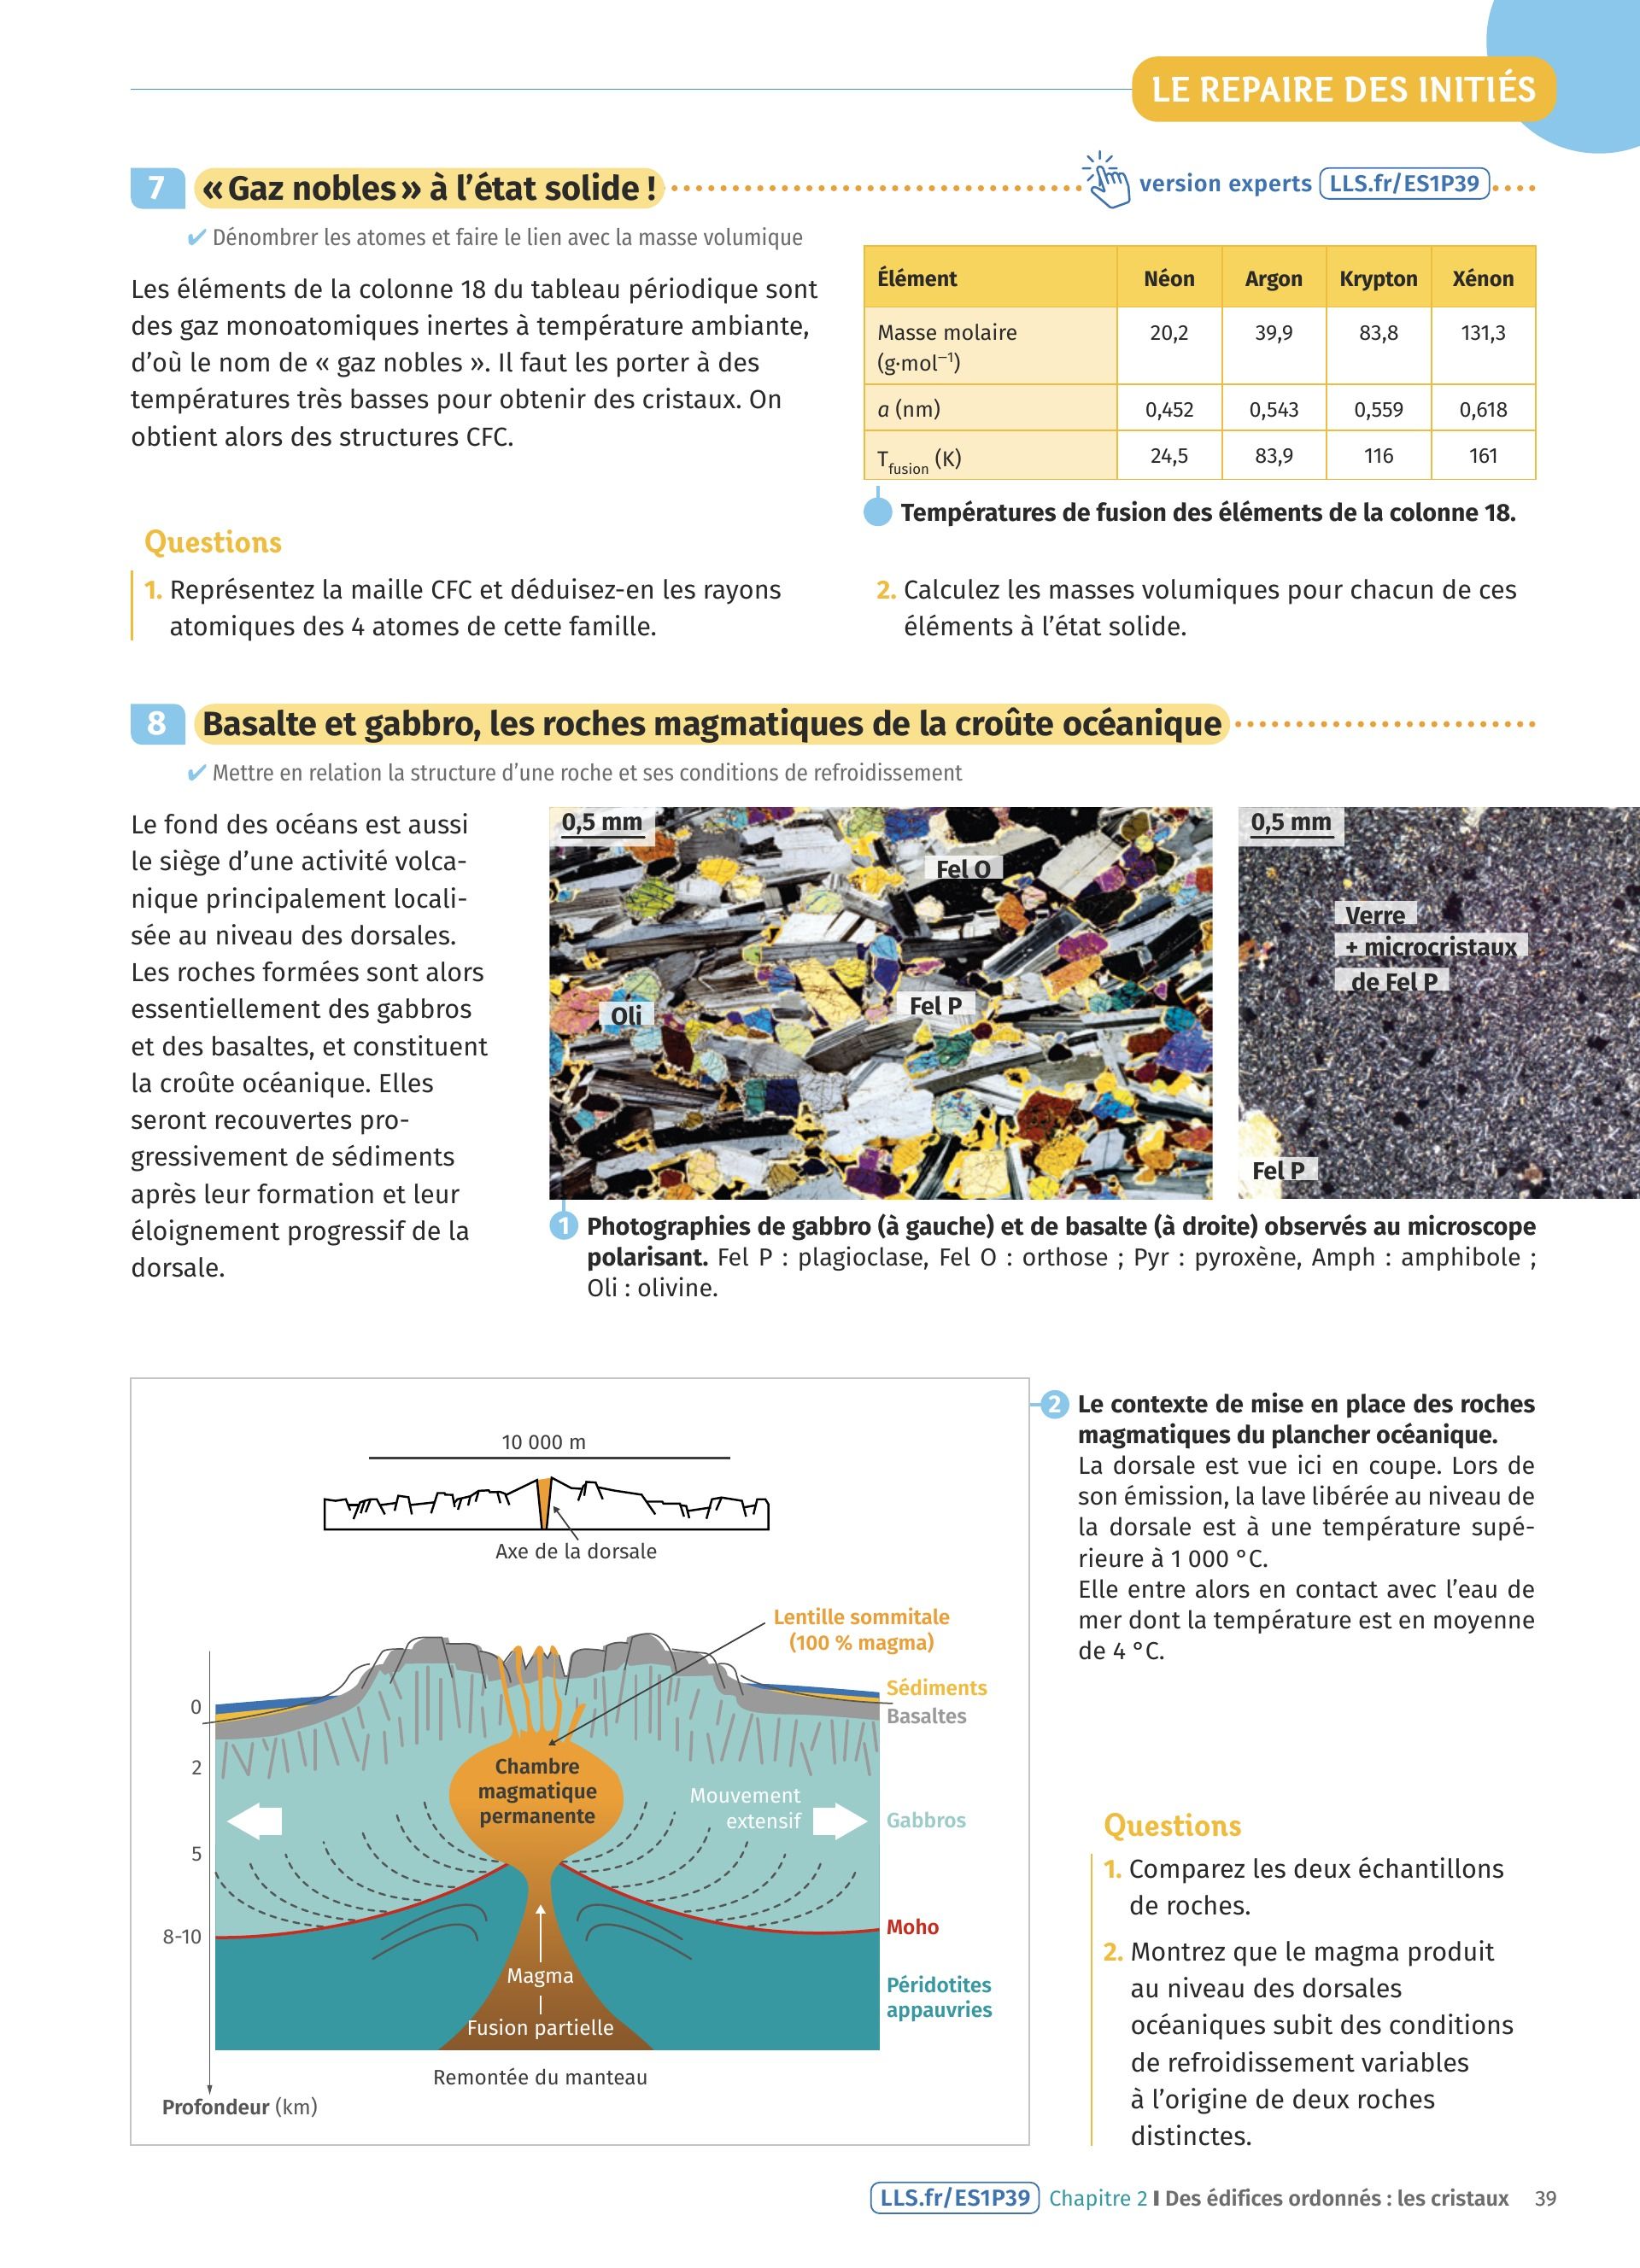 LE REPAIRE DES INITIÉS
7 « Gaz nobles » à l’état solide !
version experts LLS.fr/ES1P39
✔ Dénombrer les atomes et faire le lien avec la masse volumique
Les éléments de la colonne 18 du tableau périodique sont
des gaz monoatomiques inertes à température ambiante,
d’où le nom de « gaz nobles ». Il faut les porter à des
températures très basses pour obtenir des cristaux. On
obtient alors des structures CFC.
Élément Néon Argon Krypton Xénon
Masse molaire 20,2 39,9 83,8 131,3
(g·mol⁻¹)
a (nm) 0,452 0,543 0,559 0,618
Tfusion (K) 24,5 83,9 116 161
Températures de fusion des éléments de la colonne 18.
Questions
1. Représentez la maille CFC et déduisez-en les rayons
atomiques des 4 atomes de cette famille.
2. Calculez les masses volumiques pour chacun de ces
éléments à l’état solide.
8 Basalte et gabbro, les roches magmatiques de la croûte océanique
✔ Mettre en relation la structure d’une roche et ses conditions de refroidissement
Le fond des océans est aussi
le siège d’une activité volca-
nique principalement locali-
sée au niveau des dorsales.
Les roches formées sont alors
essentiellement des gabbros
et des basaltes, et constituent
la croûte océanique. Elles
seront recouvertes pro-
gressivement de sédiments
après leur formation et leur
éloignement progressif de la
dorsale.
0,5 mm
Fel O
Oli
Fel P
0,5 mm
Verre
+ microcristaux
de Fel P
Fel P
1 Photographies de gabbro (à gauche) et de basalte (à droite) observés au microscope
polarisant. Fel P : plagioclase, Fel O : orthose ; Pyr : pyroxène, Amph : amphibole ;
Oli : olivine.
10 000 m
Axe de la dorsale
Lentille sommitale
(100 % magma)
Sédiments
Basaltes
0
2
5
8-10
Chambre
magmatique
permanente
Mouvement
extensif
Gabbros
Moho
Magma
Fusion partielle
Péridotites
appauvries
Remontée du manteau
Profondeur (km)
2 Le contexte de mise en place des roches
magmatiques du plancher océanique.
La dorsale est vue ici en coupe. Lors de
son émission, la lave libérée au niveau de
la dorsale est à une température supé-
rieure à 1 000 °C.
Elle entre alors en contact avec l’eau de
mer dont la température est en moyenne
de 4 °C.
Questions
1. Comparez les deux échantillons
de roches.
2. Montrez que le magma produit
au niveau des dorsales
océaniques subit des conditions
de refroidissement variables
à l’origine de deux roches
distinctes.
LLS.fr/ES1P39 Chapitre 2 I Des édifices ordonnés : les cristaux 39